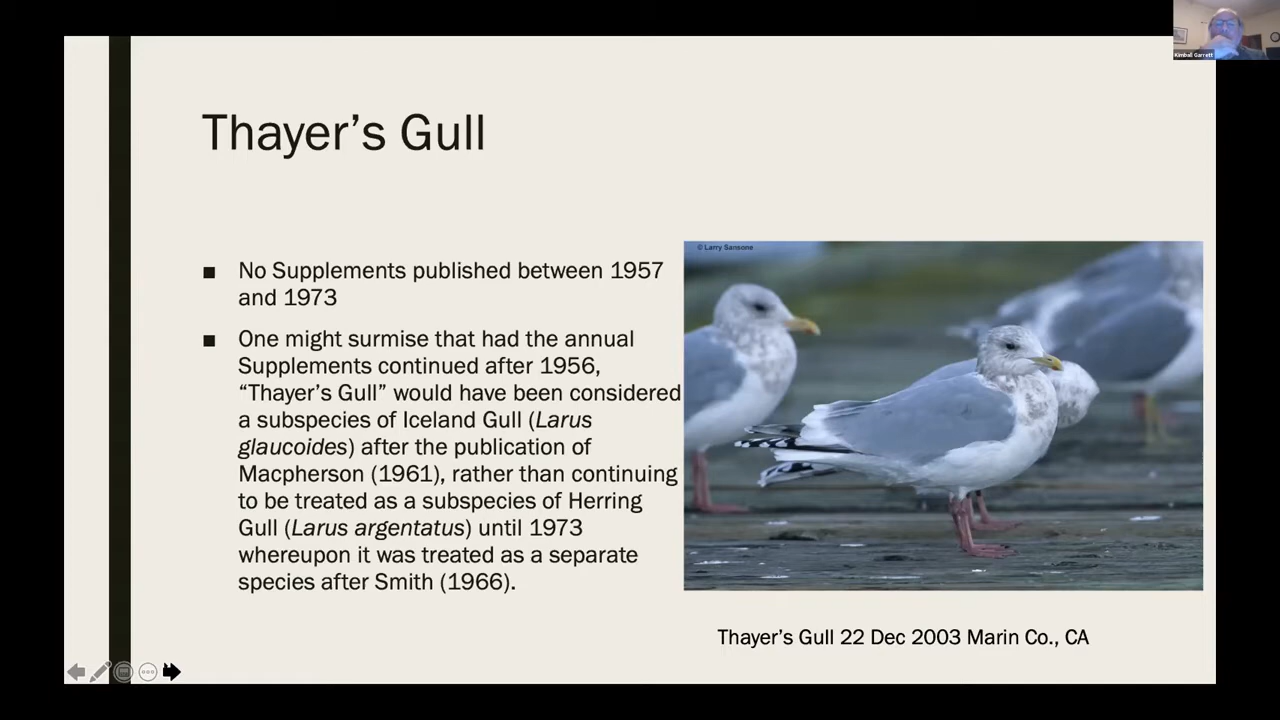 Kimball Garrett
Thayer’s Gull
■ No Supplements published between 1957
and 1973
■ One might surmise that had the annual
Supplements continued after 1956,
“Thayer’s Gull” would have been considered
a subspecies of Iceland Gull (Larus
glaucoides) after the publication of
Macpherson (1961), rather than continuing
to be treated as a subspecies of Herring
Gull (Larus argentatus) until 1973
whereupon it was treated as a separate
species after Smith (1966).
© Larry Sansone
Thayer’s Gull 22 Dec 2003 Marin Co., CA